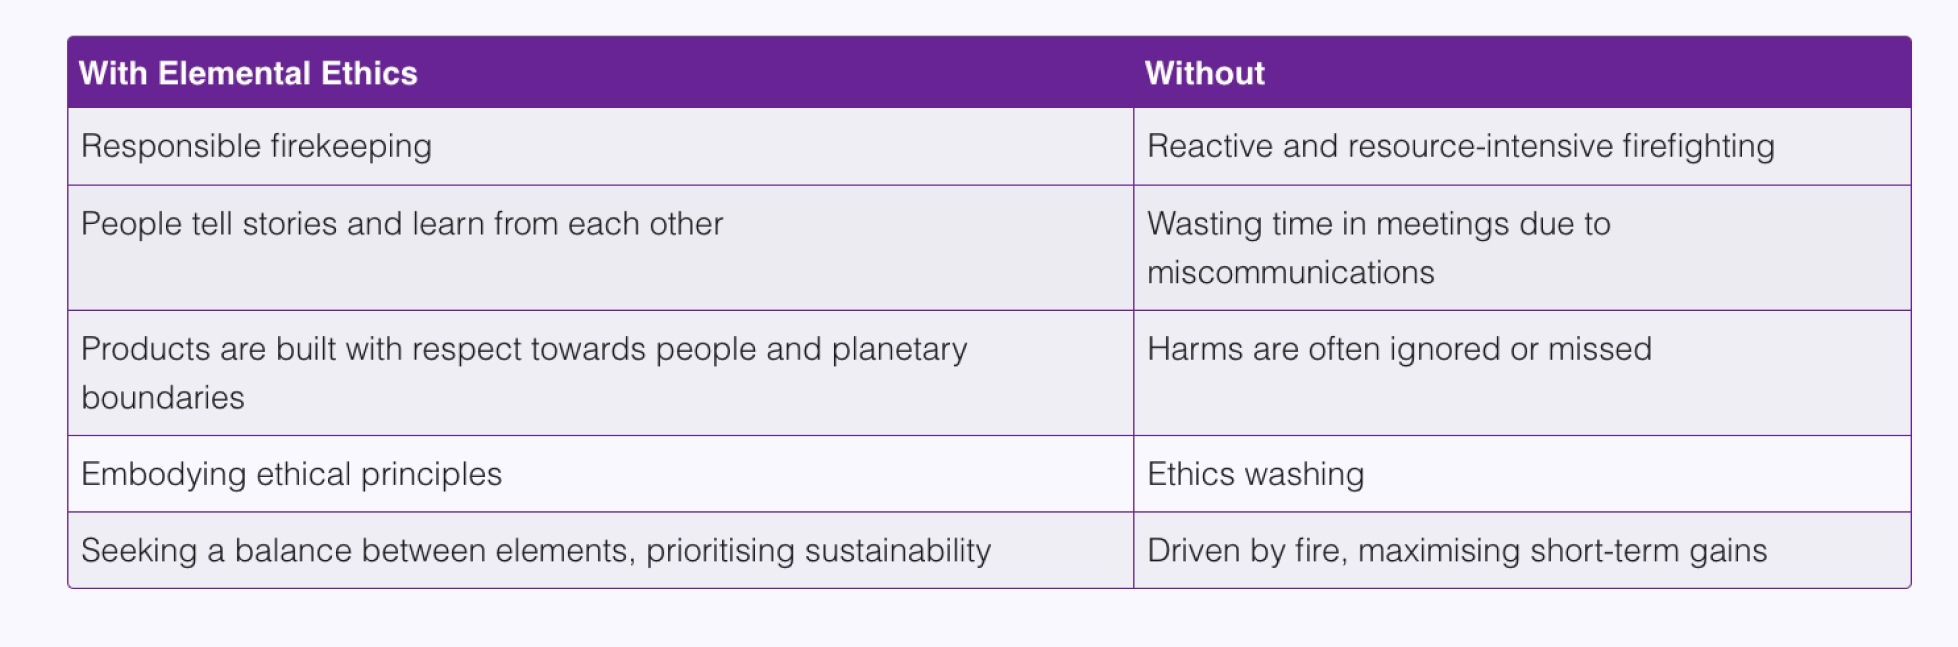 With Elemental Ethics
Without
Responsible firekeeping
Reactive and resource-intensive firefighting
People tell stories and learn from each other
Wasting time in meetings due to
miscommunications
Products are built with respect towards people and planetary
boundaries
Harms are often ignored or missed
Embodying ethical principles
Ethics washing
Seeking a balance between elements, prioritising sustainability
Driven by fire, maximising short-term gains